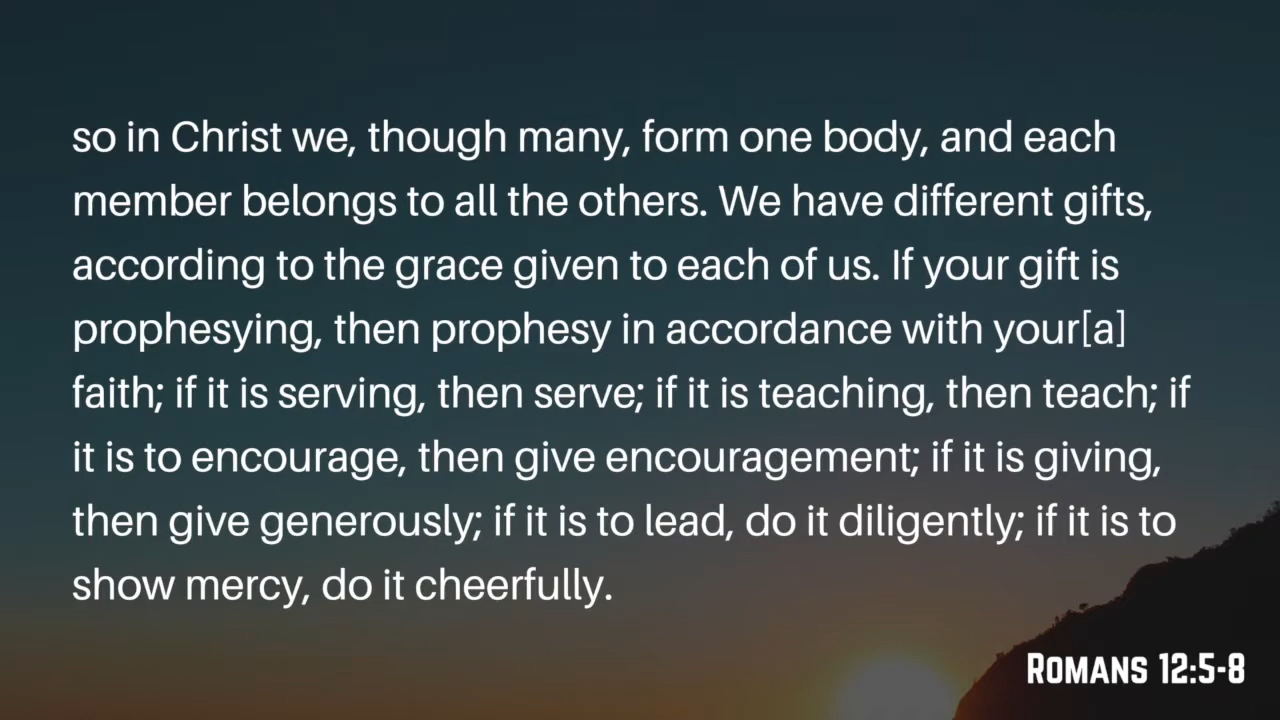 so in Christ we, though many, form one body, and each
member belongs to all the others. We have different gifts,
according to the grace given to each of us. If your gift is
prophesying, then prophesy in accordance with your[a]
faith; if it is serving, then serve; if it is teaching, then teach; if
it is to encourage, then give encouragement; if it is giving,
then give generously; if it is to lead, do it diligently; if it is to
show mercy, do it cheerfully.
Romans 12:5-8